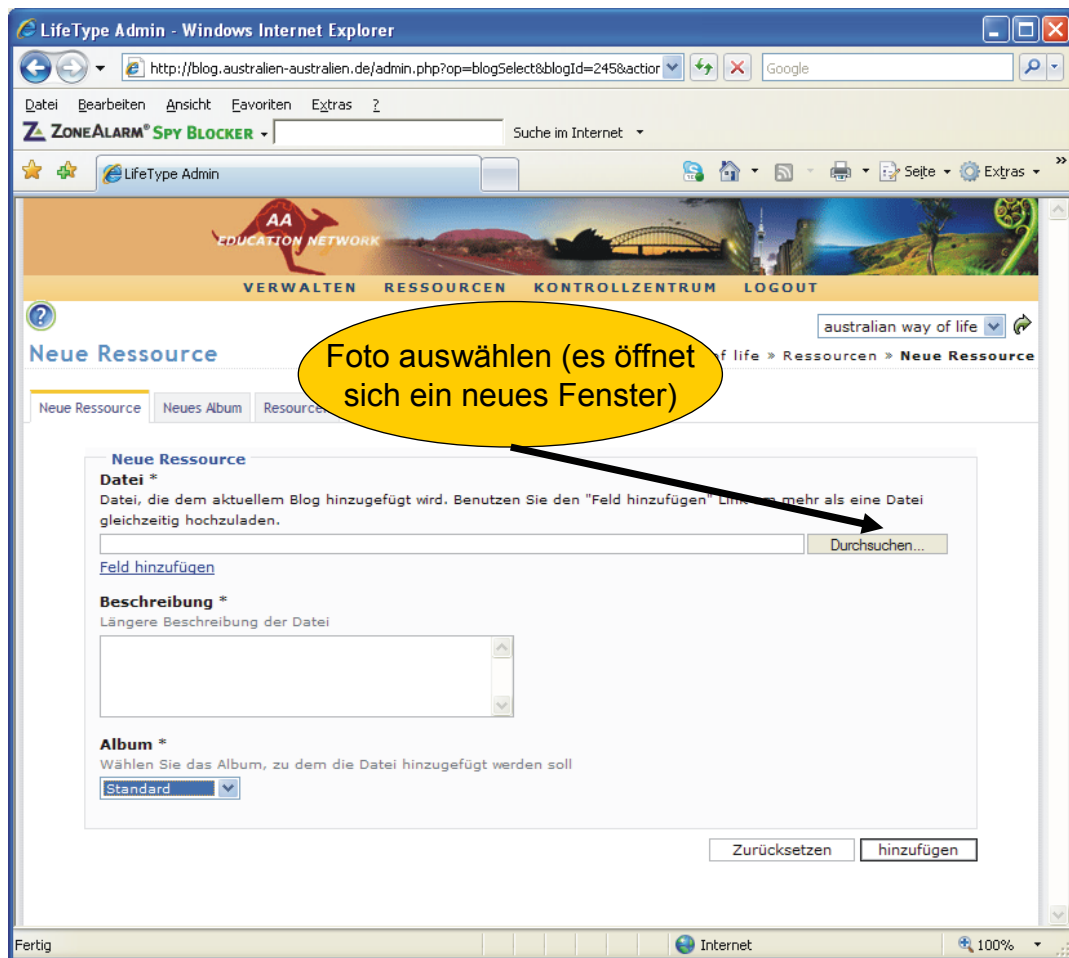 LifeType Admin - Windows Internet Explorer
http://blog.australien-australien.de/admin.php?op=blogSelect&blogId=245&action
Google
Datei Bearbeiten Ansicht Favoriten Extras ?
ZONEALARM® SPY BLOCKER
Suche im Internet
LifeType Admin
Seite
Extras
»
AA
EDUCATION NETWORK
VERWALTEN RESSOURCEN KONTROLLZENTRUM LOGOUT
?
australian way of life
Neue Ressource
of life » Ressourcen » Neue Ressource
Foto auswählen (es öffnet
sich ein neues Fenster)
Neue Ressource Neues Album
Neue Ressource
Datei *
Datei, die dem aktuellem Blog hinzugefügt wird. Benutzen Sie den "Feld hinzufügen" Link um mehr als eine Datei
gleichzeitig hochzuladen.
Durchsuchen...
Feld hinzufügen
Beschreibung *
Längere Beschreibung der Datei
Album *
Wählen Sie das Album, zu dem die Datei hinzugefügt werden soll
Standard
Zurücksetzen hinzufügen
Fertig
Internet
100%